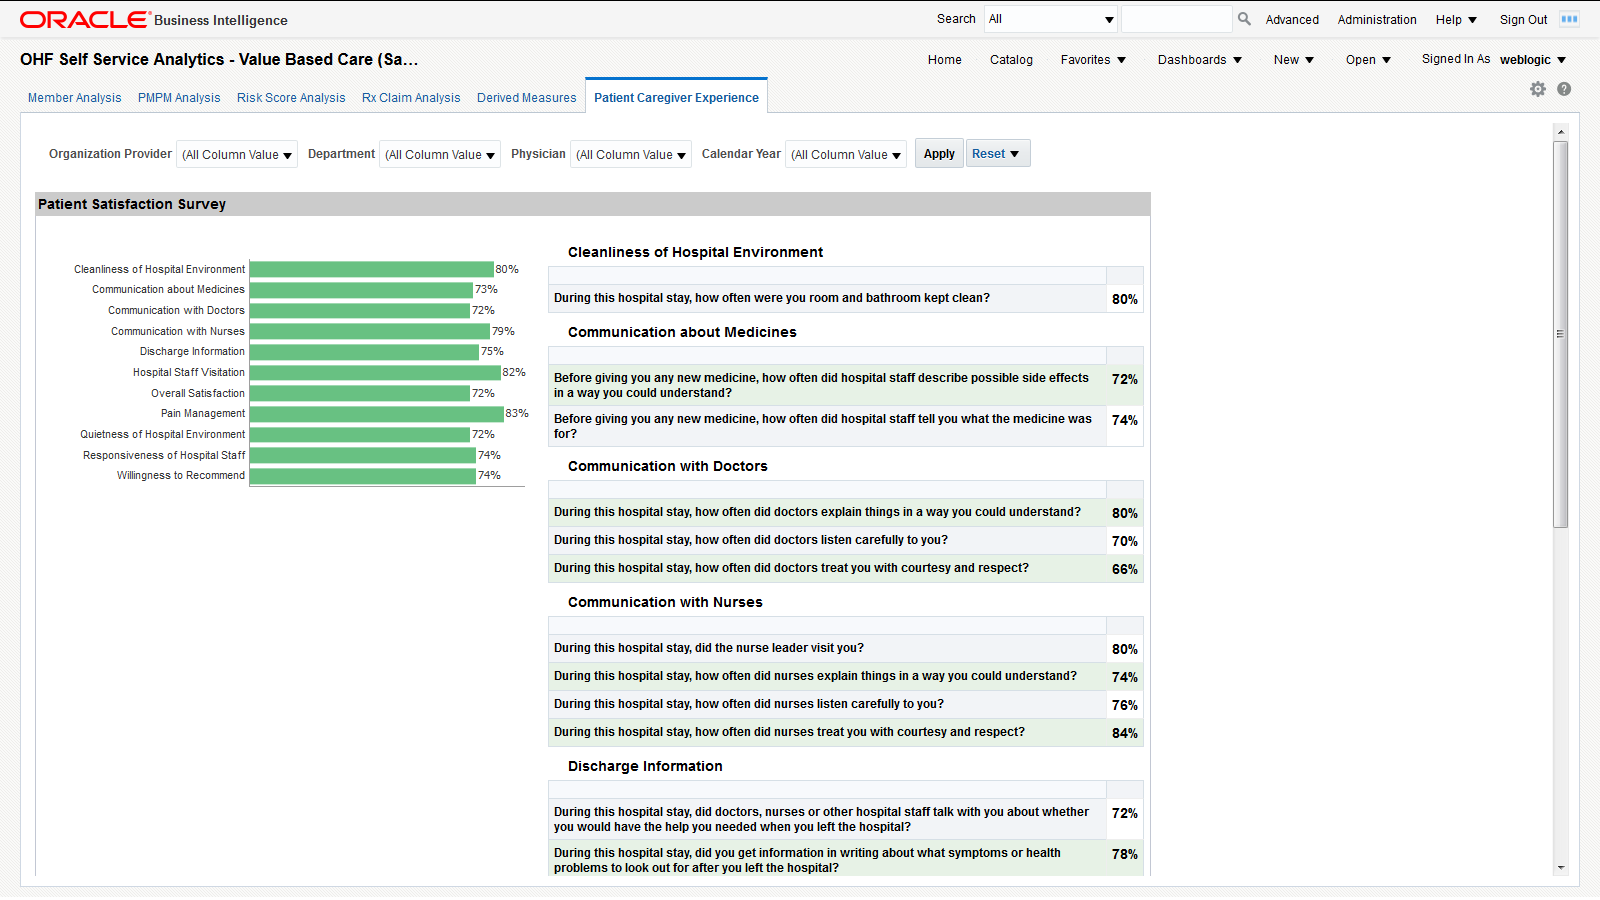 ORACLE Business Intelligence
Search All Advanced Administration Help Sign Out
OHF Self Service Analytics - Value Based Care (Sa...
Home Catalog Favorites Dashboards New Open Signed In As weblogic
Member Analysis PMPM Analysis Risk Score Analysis Rx Claim Analysis Derived Measures Patient Caregiver Experience
Organization Provider (All Column Value Department (All Column Value Physician (All Column Value Calendar Year (All Column Value Apply Reset
Patient Satisfaction Survey
Cleanliness of Hospital Environment 80%
Communication about Medicines 73%
Communication with Doctors 72%
Communication with Nurses 79%
Discharge Information 75%
Hospital Staff Visitation 82%
Overall Satisfaction 72%
Pain Management 83%
Quietness of Hospital Environment 72%
Responsiveness of Hospital Staff 74%
Willingness to Recommend 74%
Cleanliness of Hospital Environment
During this hospital stay, how often were you room and bathroom kept clean? 80%
Communication about Medicines
Before giving you any new medicine, how often did hospital staff describe possible side effects 72%
in a way you could understand?
Before giving you any new medicine, how often did hospital staff tell you what the medicine was 74%
for?
Communication with Doctors
During this hospital stay, how often did doctors explain things in a way you could understand? 80%
During this hospital stay, how often did doctors listen carefully to you? 70%
During this hospital stay, how often did doctors treat you with courtesy and respect? 66%
Communication with Nurses
During this hospital stay, did the nurse leader visit you? 80%
During this hospital stay, how often did nurses explain things in a way you could understand? 74%
During this hospital stay, how often did nurses listen carefully to you? 76%
During this hospital stay, how often did nurses treat you with courtesy and respect? 84%
Discharge Information
During this hospital stay, did doctors, nurses or other hospital staff talk with you about whether 72%
you would have the help you needed when you left the hospital?
During this hospital stay, did you get information in writing about what symptoms or health 78%
problems to look out for after you left the hospital?